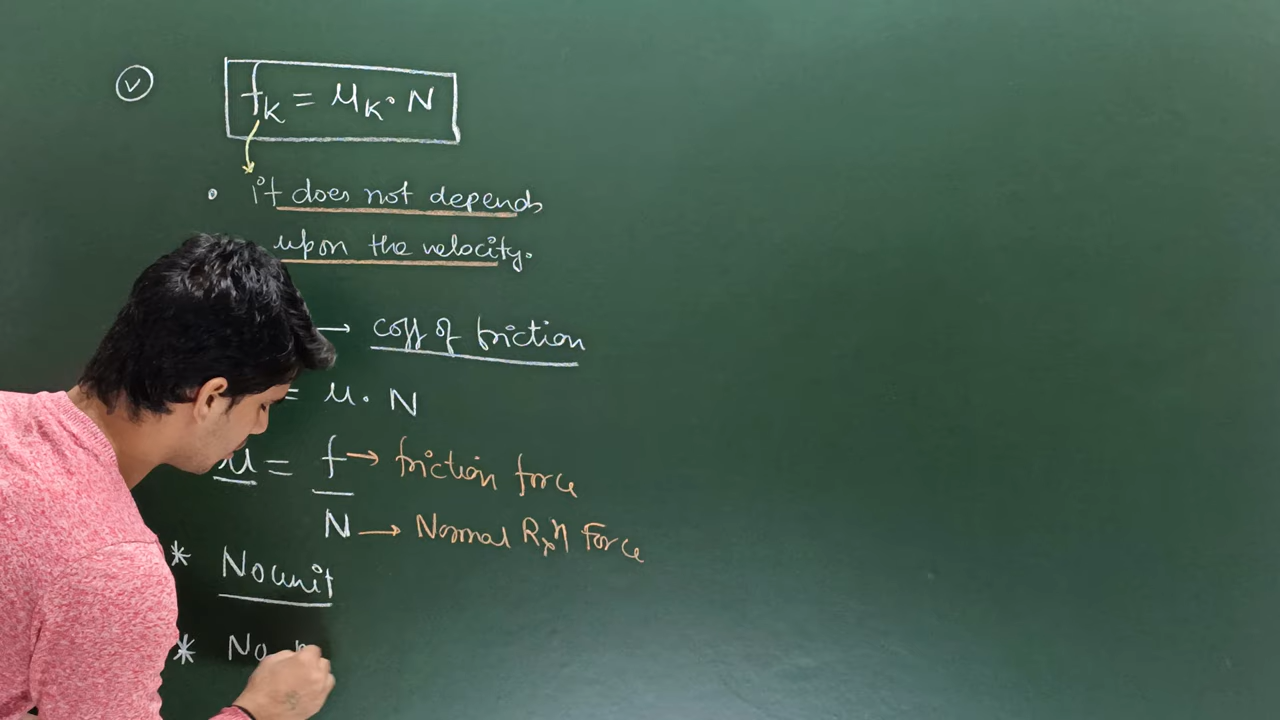 (v) fK = μK · N
• it does not depends
upon the velocity.
→ coff of friction
= μ · N
μ = f → friction force
N → Normal Rxn Force
* No unit
* No